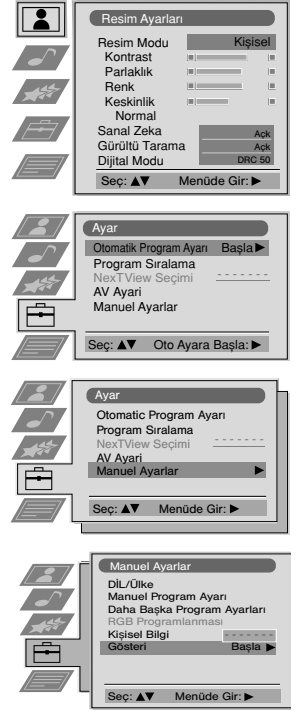 Resim Ayarları
Resim Modu Kişisel
Kontrast
Parlaklık
Renk
Keskinlik
Normal
Sanal Zeka Açk
Gürültü Tarama Açk
Dijital Modu DRC 50
Seç: ▲▼ Menüde Gir: ▶
Ayar
Otomatik Program Ayarı Başla ▶
Program Sıralama
NexTView Seçimi - - - - - - -
AV Ayari
Manuel Ayarlar
Seç: ▲▼ Oto Ayara Başla: ▶
Ayar
Otomatic Program Ayarı
Program Sıralama
NexTView Seçimi - - - - - - -
AV Ayari
Manuel Ayarlar ▶
Seç: ▲▼ Menüde Gir: ▶
Manuel Ayarlar
DİL/Ülke
Manuel Program Ayarı
Daha Başka Program Ayarları
RGB Programlanması
Kişisel Bilgi - - - - - - - -
Gösteri Başla ▶
Seç: ▲▼ Menüde Gir: ▶